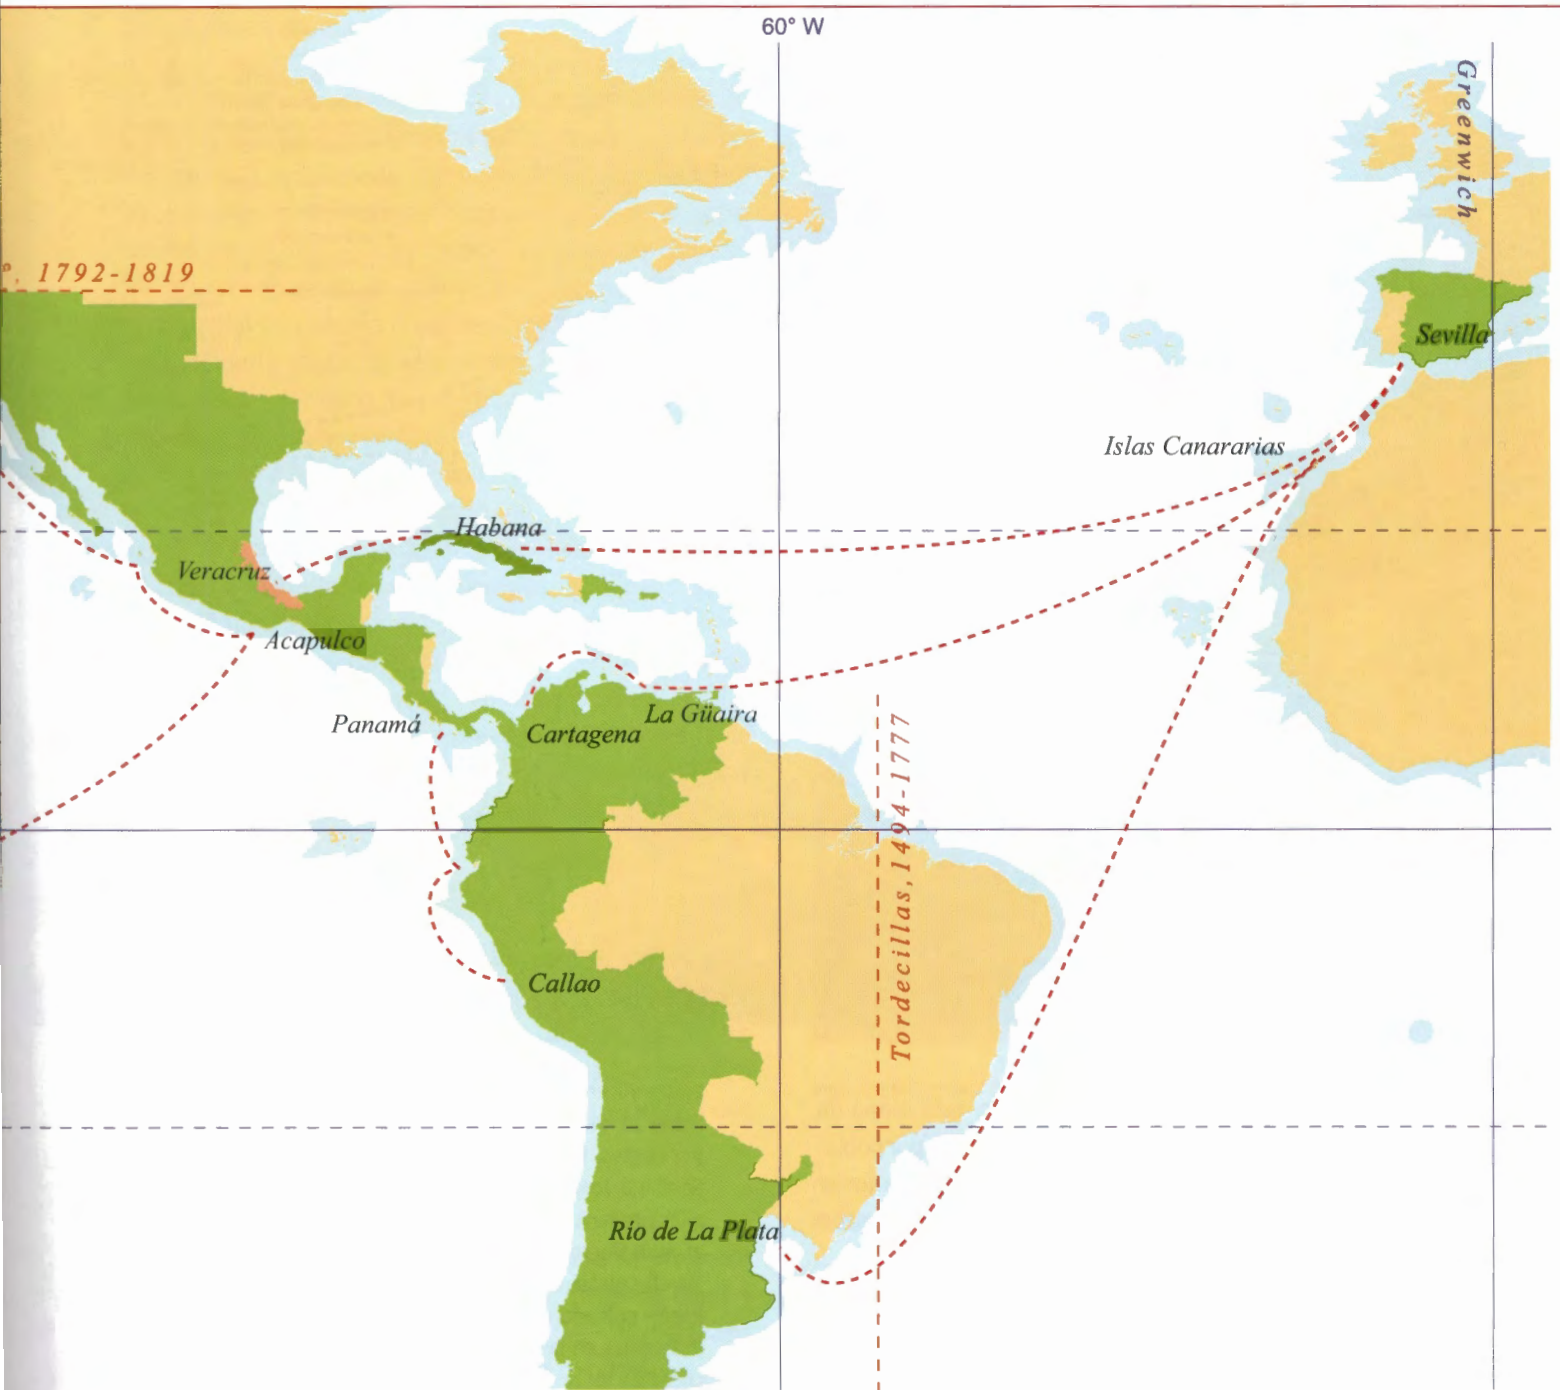 60° W
Greenwich
º, 1792-1819
Sevilla
Islas Canararias
Habana
Veracruz
Acapulco
Panamá
La Güaira
Cartagena
Tordecillas, 1494-1777
Callao
Río de La Plata